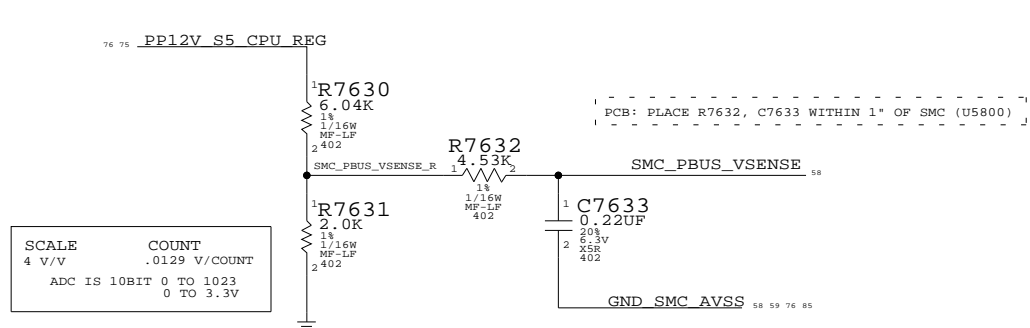 76 75 PP12V_S5_CPU_REG
1
R7630
6.04K
1%
1/16W
MF-LF
402
2
PCB: PLACE R7632, C7633 WITHIN 1" OF SMC (U5800)
SMC_PBUS_VSENSE_R
R7632
4.53K
1 2
1%
1/16W
MF-LF
402
SMC_PBUS_VSENSE 58
1
R7631
2.0K
1%
1/16W
MF-LF
402
2
1
C7633
0.22UF
20%
6.3V
X5R
402
2
SCALE COUNT
4 V/V .0129 V/COUNT
ADC IS 10BIT 0 TO 1023
0 TO 3.3V
GND_SMC_AVSS 58 59 76 85